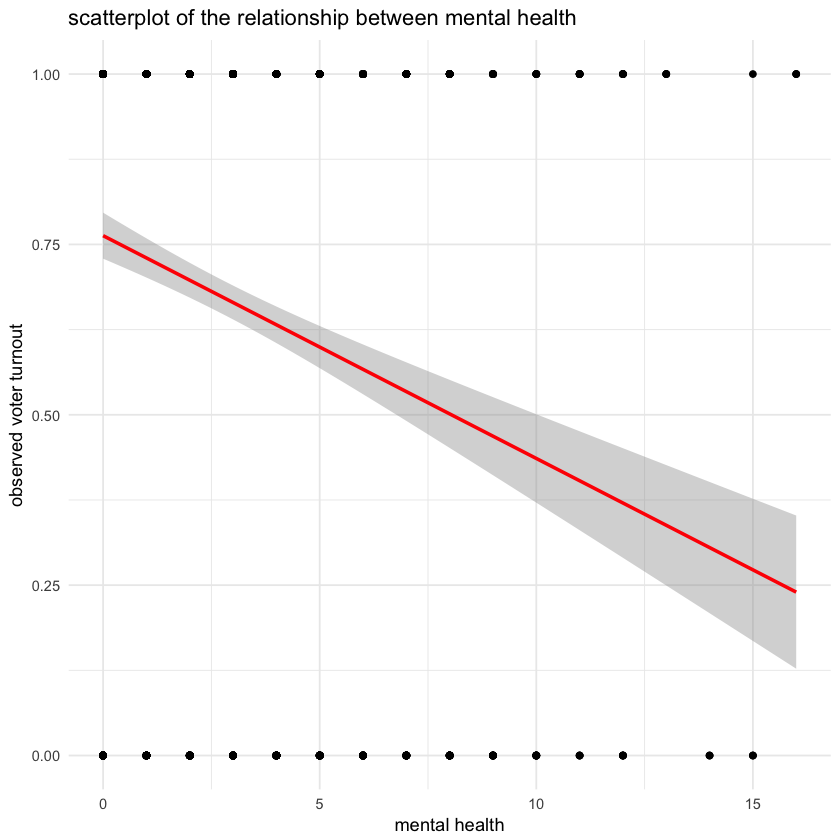 scatterplot of the relationship between mental health
1.00
0.75
0.50
0.25
0.00
observed voter turnout
0 5 10 15
mental health